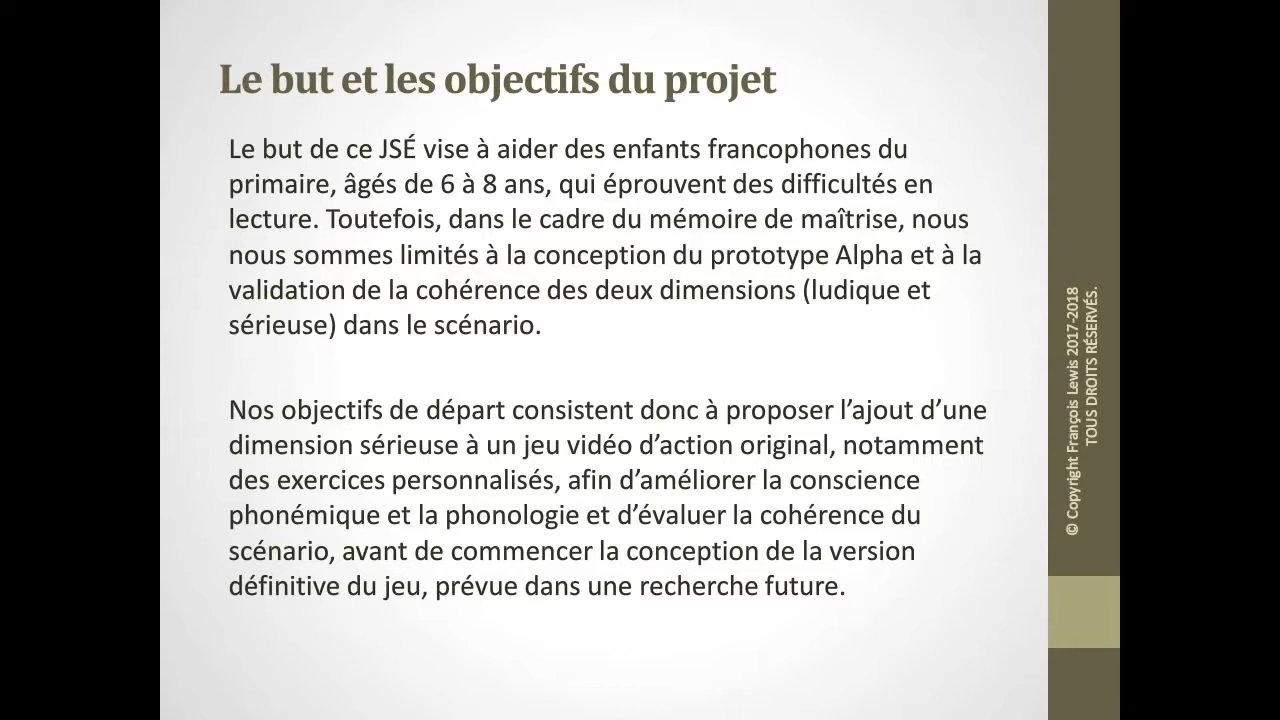 Le but et les objectifs du projet
Le but de ce JSÉ vise à aider des enfants francophones du
primaire, âgés de 6 à 8 ans, qui éprouvent des difficultés en
lecture. Toutefois, dans le cadre du mémoire de maîtrise, nous
nous sommes limités à la conception du prototype Alpha et à la
validation de la cohérence des deux dimensions (ludique et
sérieuse) dans le scénario.
Nos objectifs de départ consistent donc à proposer l’ajout d’une
dimension sérieuse à un jeu vidéo d’action original, notamment
des exercices personnalisés, afin d’améliorer la conscience
phonémique et la phonologie et d’évaluer la cohérence du
scénario, avant de commencer la conception de la version
définitive du jeu, prévue dans une recherche future.
© Copyright François Lewis 2017-2018
TOUS DROITS RÉSERVÉS.